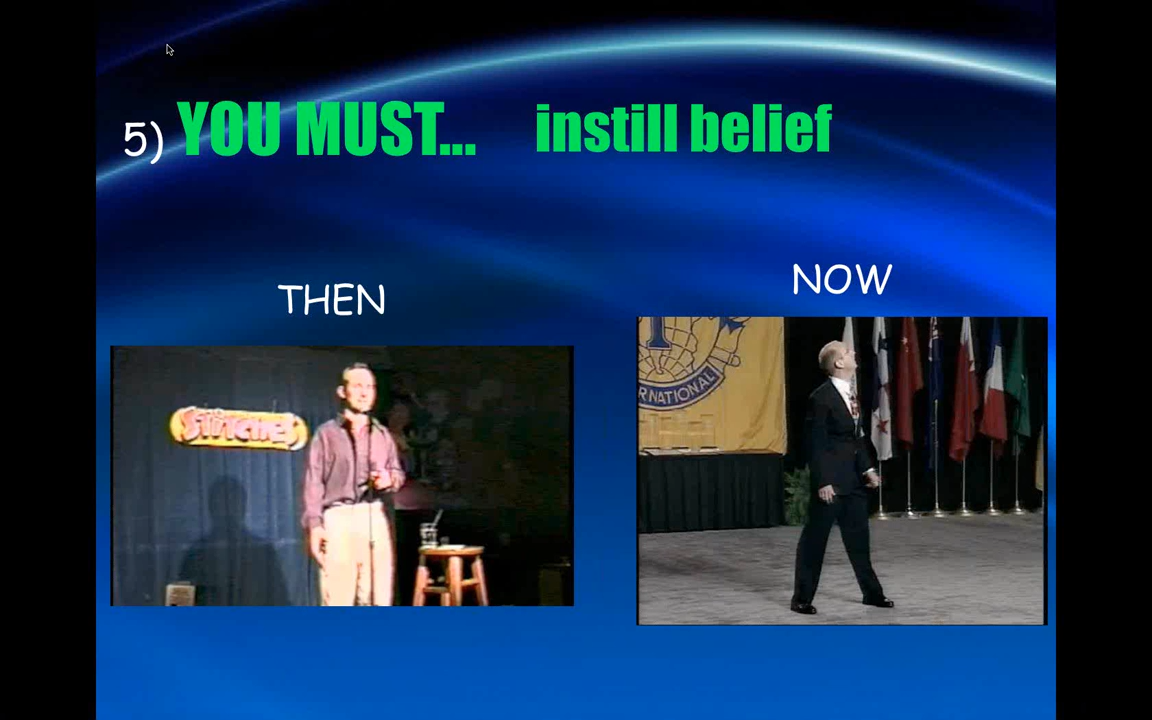 5) YOU MUST... instill belief
THEN
NOW
Stitches
RNATIONAL